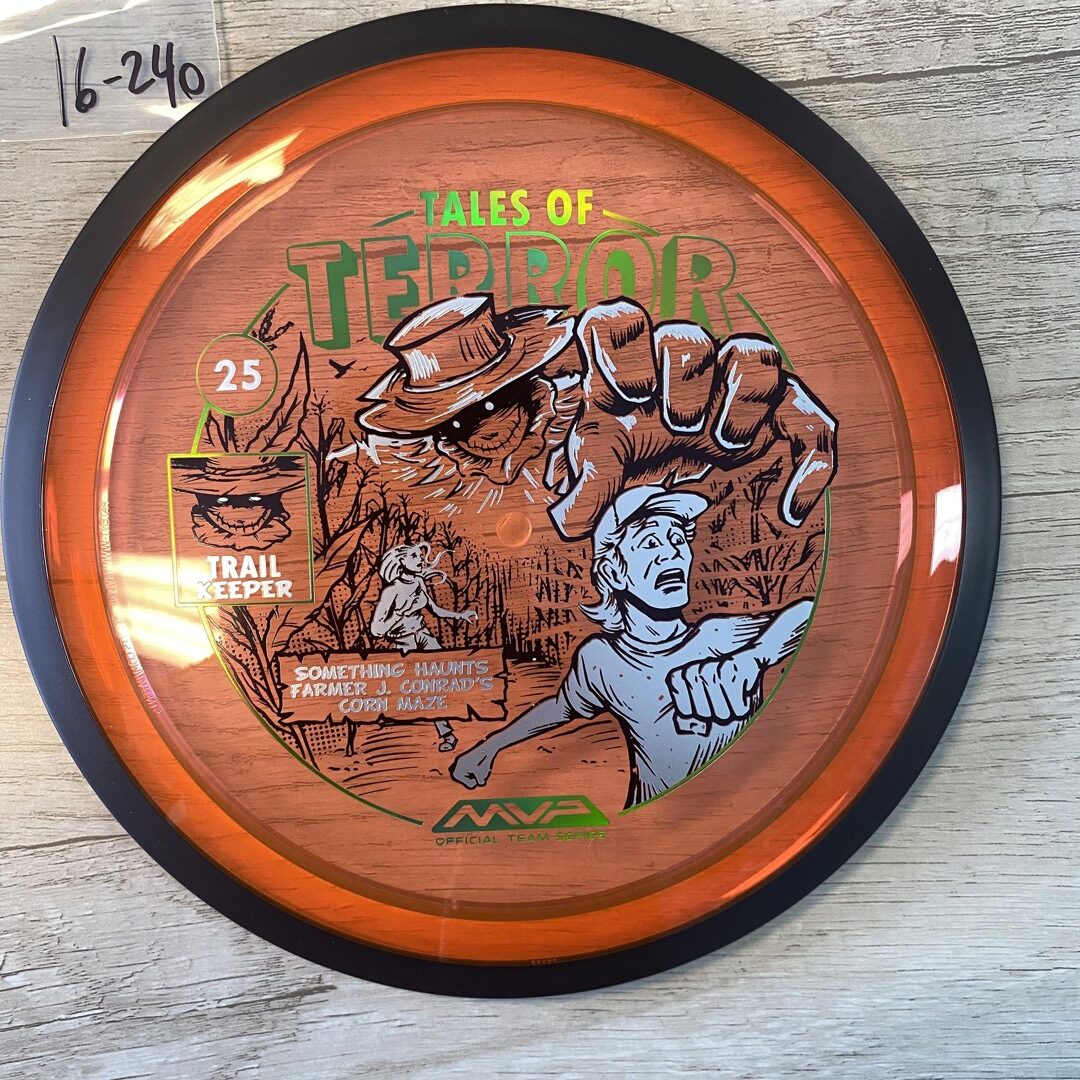 16-240
TALES OF
TERROR
25
TRAIL
KEEPER
SOMETHING HAUNTS
FARMER J. CONRAD'S
CORN MAZE
MVP
OFFICIAL TEAM SERIES